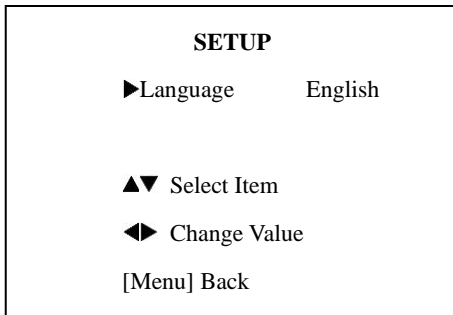 SETUP
▶Language English
▲▼ Select Item
◀▶ Change Value
[Menu] Back